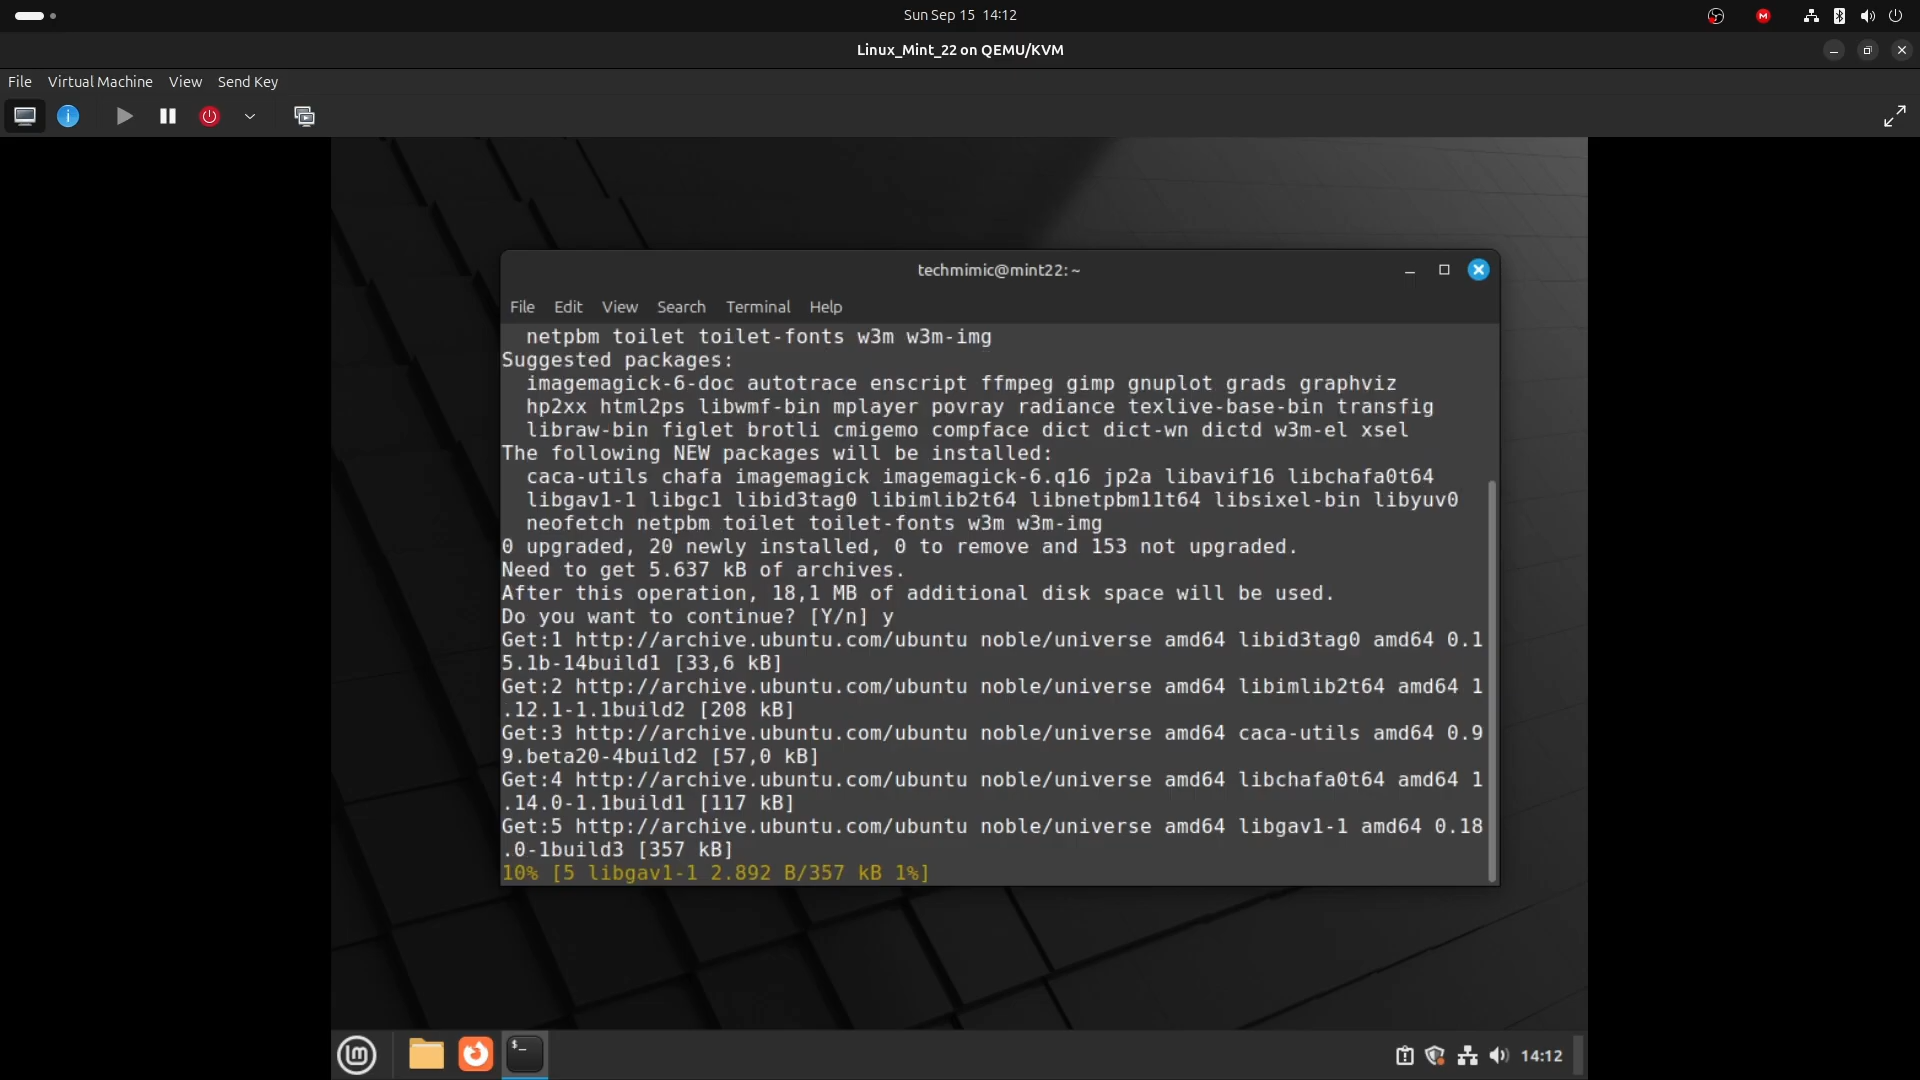 Sun Sep 15 14:12
Linux_Mint_22 on QEMU/KVM
File Virtual Machine View Send Key
techmimic@mint22: ~
File Edit View Search Terminal Help
netpbm toilet toilet-fonts w3m w3m-img
Suggested packages:
imagemagick-6-doc autotrace enscript ffmpeg gimp gnuplot grads graphviz
hp2xx html2ps libwmf-bin mplayer povray radiance texlive-base-bin transfig
libraw-bin figlet brotli cmigemo compface dict dict-wn dictd w3m-el xsel
The following NEW packages will be installed:
caca-utils chafa imagemagick imagemagick-6.q16 jp2a libavif16 libchafa0t64
libgav1-1 libgc1 libid3tag0 libimlib2t64 libnetpbm11t64 libsixel-bin libyuv0
neofetch netpbm toilet toilet-fonts w3m w3m-img
0 upgraded, 20 newly installed, 0 to remove and 153 not upgraded.
Need to get 5.637 kB of archives.
After this operation, 18,1 MB of additional disk space will be used.
Do you want to continue? [Y/n] y
Get:1 http://archive.ubuntu.com/ubuntu noble/universe amd64 libid3tag0 amd64 0.1
5.1b-14build1 [33,6 kB]
Get:2 http://archive.ubuntu.com/ubuntu noble/universe amd64 libimlib2t64 amd64 1
.12.1-1.1build2 [208 kB]
Get:3 http://archive.ubuntu.com/ubuntu noble/universe amd64 caca-utils amd64 0.9
9.beta20-4build2 [57,0 kB]
Get:4 http://archive.ubuntu.com/ubuntu noble/universe amd64 libchafa0t64 amd64 1
.14.0-1.1build1 [117 kB]
Get:5 http://archive.ubuntu.com/ubuntu noble/universe amd64 libgav1-1 amd64 0.18
.0-1build3 [357 kB]
10% [5 libgav1-1 2.892 B/357 kB 1%]
14:12